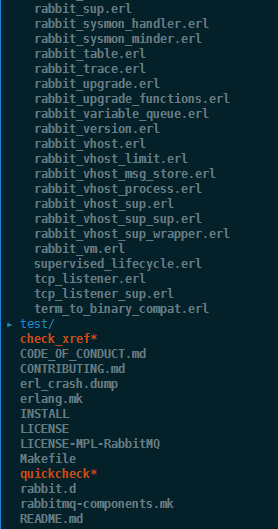 rabbit_sup.erl
rabbit_sysmon_handler.erl
rabbit_sysmon_minder.erl
rabbit_table.erl
rabbit_trace.erl
rabbit_upgrade.erl
rabbit_upgrade_functions.erl
rabbit_variable_queue.erl
rabbit_version.erl
rabbit_vhost.erl
rabbit_vhost_limit.erl
rabbit_vhost_msg_store.erl
rabbit_vhost_process.erl
rabbit_vhost_sup.erl
rabbit_vhost_sup_sup.erl
rabbit_vhost_sup_wrapper.erl
rabbit_vm.erl
supervised_lifecycle.erl
tcp_listener.erl
tcp_listener_sup.erl
term_to_binary_compat.erl
▸ test/
check_xref*
CODE_OF_CONDUCT.md
CONTRIBUTING.md
erl_crash.dump
erlang.mk
INSTALL
LICENSE
LICENSE-MPL-RabbitMQ
Makefile
quickcheck*
rabbit.d
rabbitmq-components.mk
README.md